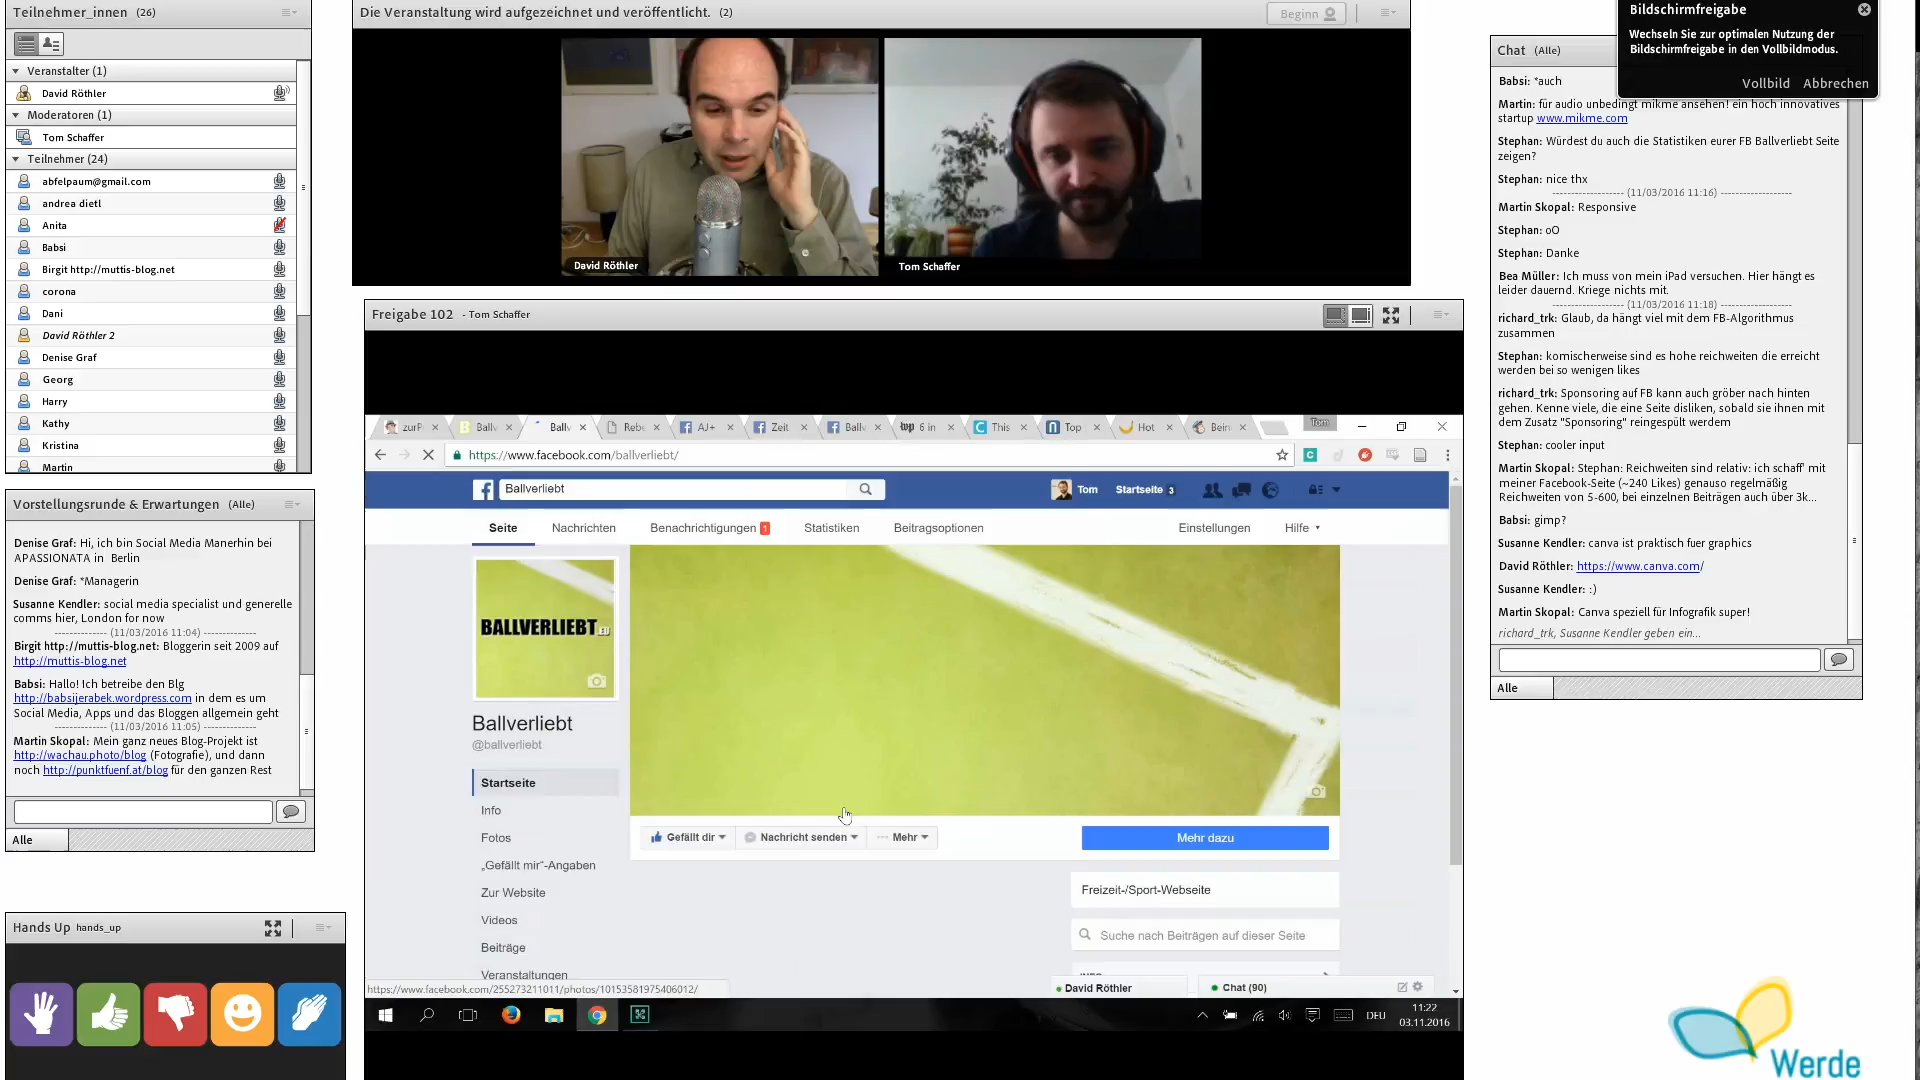 Teilnehmer_innen (26)
Veranstalter (1)
David Röthler
Moderatoren (1)
Tom Schaffer
Teilnehmer (24)
abfelpaum@gmail.com
andrea dietl
Anita
Babsi
Birgit http://muttis-blog.net
corona
Dani
David Röthler 2
Denise Graf
Georg
Harry
Kathy
Kristina
Martin
Vorstellungsrunde & Erwartungen (Alle)
Denise Graf: Hi, ich bin Social Media Manerhin bei
APASSIONATA in Berlin
Denise Graf: *Managerin
Susanne Kendler: social media specialist und generelle
comms hier, London for now
-------------- (11/03/2016 11:04) --------------
Birgit http://muttis-blog.net: Bloggerin seit 2009 auf
http://muttis-blog.net
Babsi: Hallo! Ich betreibe den Blg
http://babsijerabek.wordpress.com in dem es um
Social Media, Apps und das Bloggen allgemein geht
-------------- (11/03/2016 11:05) --------------
Martin Skopal: Mein ganz neues Blog-Projekt ist
http://wachau.photo/blog (Fotografie), und dann
noch http://punktfuenf.at/blog für den ganzen Rest
Alle
Hands Up hands_up
Die Veranstaltung wird aufgezeichnet und veröffentlicht. (2)
Beginn
David Röthler
Tom Schaffer
Freigabe 102 - Tom Schaffer
zurP
Ballv
Ballv
Rebe
AJ+
Zeit
Ballv
6 in
This
Top
Hot
Bein
Tom
https://www.facebook.com/ballverliebt/
Ballverliebt
Tom
Startseite 3
Seite
Nachrichten
Benachrichtigungen 1
Statistiken
Beitragsoptionen
Einstellungen
Hilfe
BALLVERLIEBT.EU
Ballverliebt
@ballverliebt
Startseite
Info
Fotos
„Gefällt mir“-Angaben
Zur Website
Videos
Beiträge
Veranstaltungen
Gefällt dir
Nachricht senden
Mehr
Mehr dazu
Freizeit-/Sport-Webseite
Suche nach Beiträgen auf dieser Seite
https://www.facebook.com/255273211011/photos/10153581975406012/
David Röthler
Chat (90)
DEU
11:22
03.11.2016
Bildschirmfreigabe
Wechseln Sie zur optimalen Nutzung der
Bildschirmfreigabe in den Vollbildmodus.
Vollbild Abbrechen
Chat (Alle)
Babsi: *auch
Martin: für audio unbedingt mikme ansehen! ein hoch innovatives
startup www.mikme.com
Stephan: Würdest du auch die Statistiken eurer FB Ballverliebt Seite
zeigen?
Stephan: nice thx
-------------------- (11/03/2016 11:16) --------------------
Martin Skopal: Responsive
Stephan: oO
Stephan: Danke
Bea Müller: Ich muss von mein iPad versuchen. Hier hängt es
leider dauernd. Kriege nichts mit.
-------------------- (11/03/2016 11:18) --------------------
richard_trk: Glaub, da hängt viel mit dem FB-Algorithmus
zusammen
Stephan: komischerweise sind es hohe reichweiten die erreicht
werden bei so wenigen likes
richard_trk: Sponsoring auf FB kann auch gröber nach hinten
gehen. Kenne viele, die eine Seite disliken, sobald sie ihnen mit
dem Zusatz "Sponsoring" reingespült werdem
Stephan: cooler input
Martin Skopal: Stephan: Reichweiten sind relativ: ich schaff' mit
meiner Facebook-Seite (~240 Likes) genauso regelmäßig
Reichweiten von 5-600, bei einzelnen Beiträgen auch über 3k...
Babsi: gimp?
Susanne Kendler: canva ist praktisch fuer graphics
David Röthler: https://www.canva.com/
Susanne Kendler: :)
Martin Skopal: Canva speziell für Infografik super!
richard_trk, Susanne Kendler geben ein...
Alle
Werde